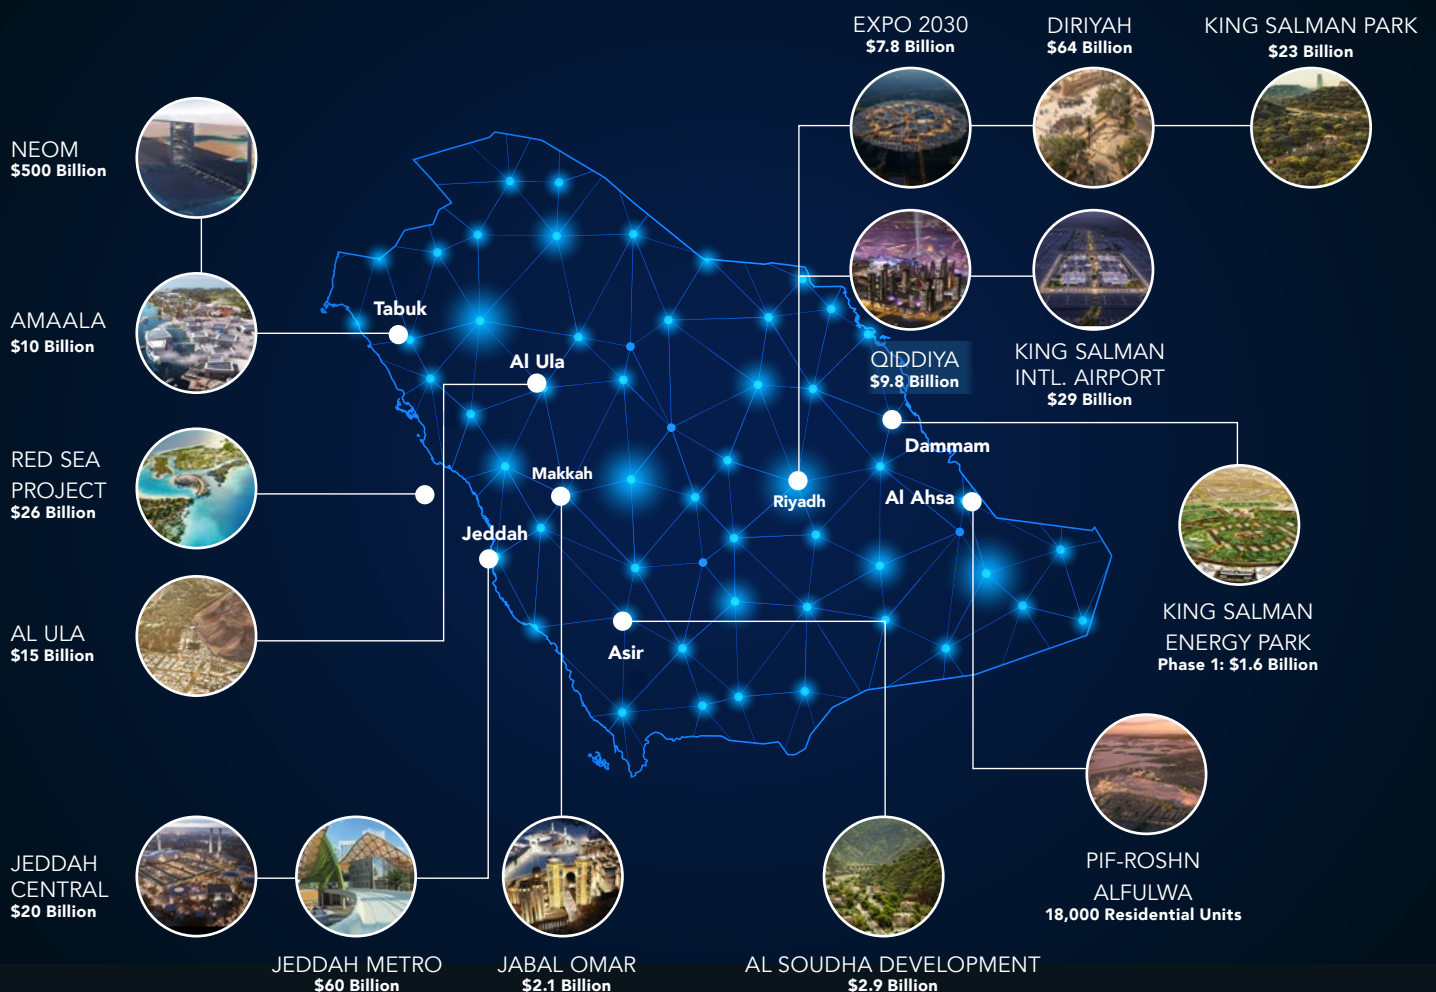 EXPO 2030
$7.8 Billion
DIRIYAH
$64 Billion
KING SALMAN PARK
$23 Billion
NEOM
$500 Billion
AMAALA
$10 Billion
RED SEA
PROJECT
$26 Billion
AL ULA
$15 Billion
JEDDAH
CENTRAL
$20 Billion
Tabuk
Al Ula
Makkah
Jeddah
Asir
Riyadh
Dammam
Al Ahsa
QIDDIYA
$9.8 Billion
KING SALMAN
INTL. AIRPORT
$29 Billion
KING SALMAN
ENERGY PARK
Phase 1: $1.6 Billion
PIF-ROSHN
ALFULWA
18,000 Residential Units
JEDDAH METRO
$60 Billion
JABAL OMAR
$2.1 Billion
AL SOUDHA DEVELOPMENT
$2.9 Billion